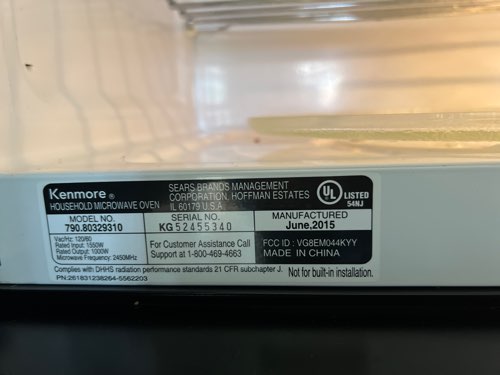 Kenmore ®
HOUSEHOLD MICROWAVE OVEN
SEARS BRANDS MANAGEMENT
CORPORATION, HOFFMAN ESTATES
IL 60179 U.S.A.
UL LISTED
54NJ
MODEL NO.
790.80329310
SERIAL NO.
KG 52455340
MANUFACTURED
June,2015
Vac/Hz: 120/60
Rated Input: 1550W
Rated Output: 1000W
Microwave Frequency: 2450MHz
For Customer Assistance Call
Support at 1-800-469-4663
FCC ID : VG8EM044KYY
MADE IN CHINA
Complies with DHHS radiation performance standards 21 CFR subchapter J.
Not for built-in installation.
PN:261831238264-5562203